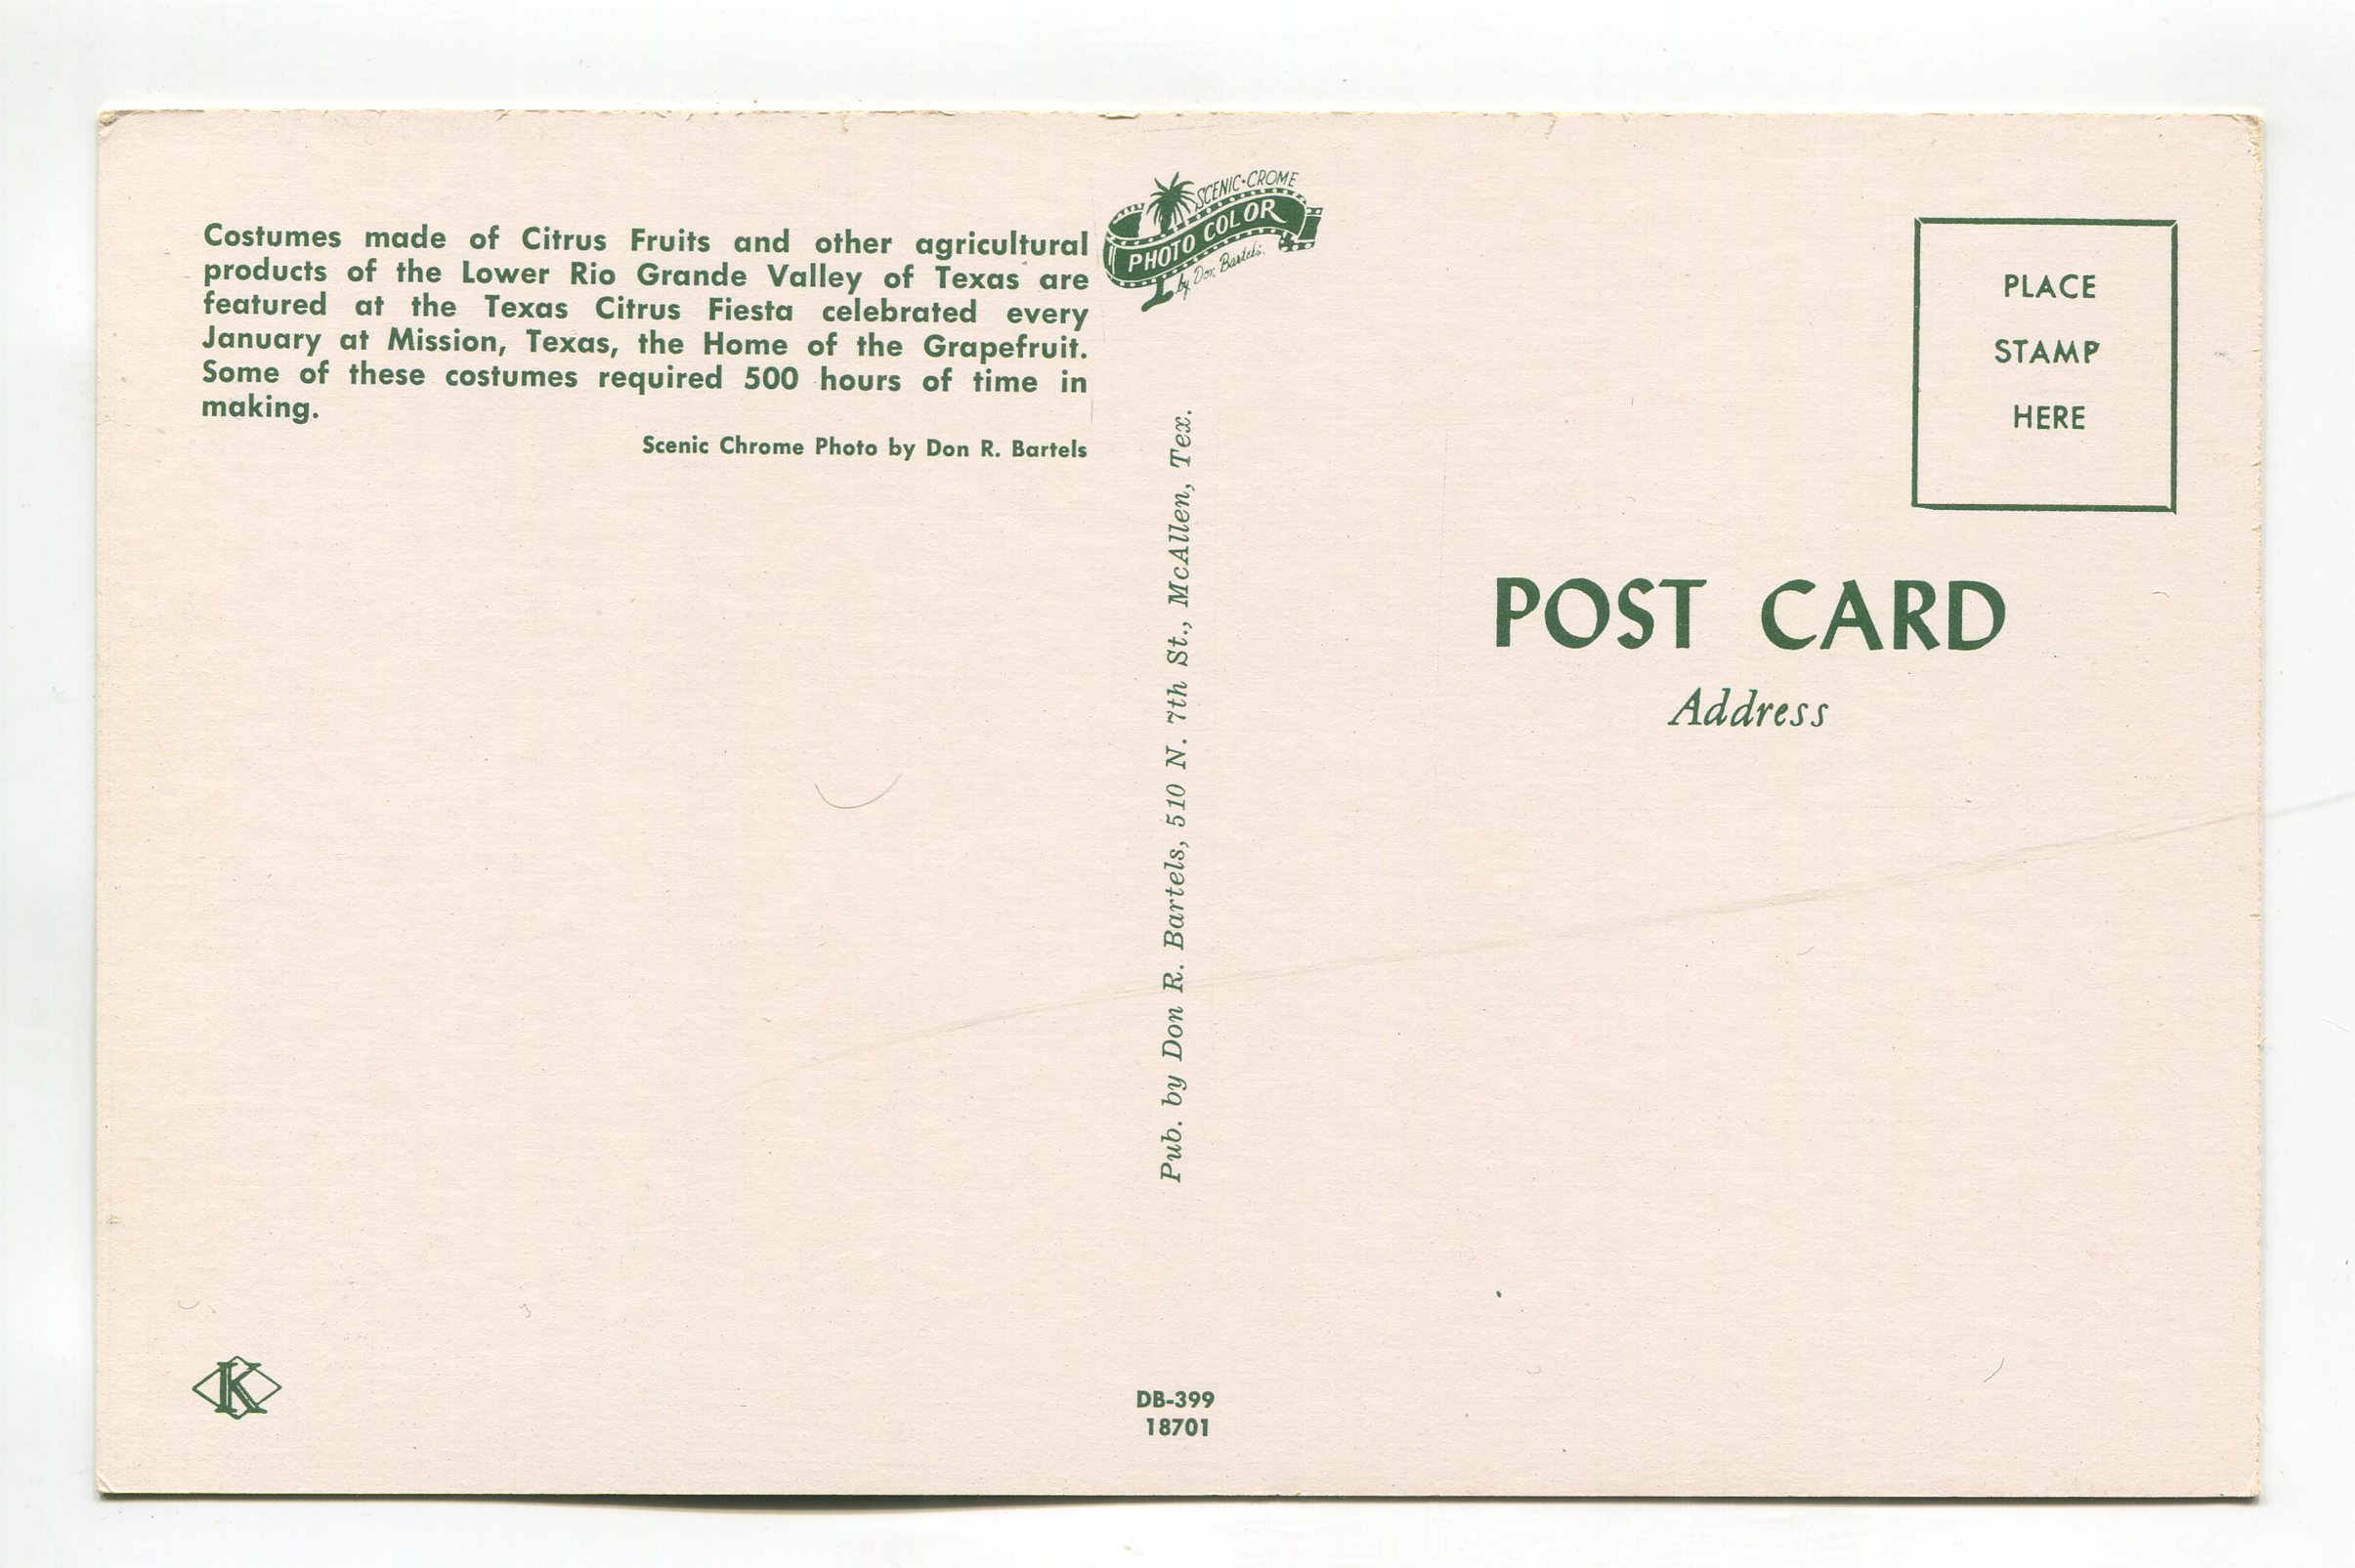 Costumes made of Citrus Fruits and other agricultural
products of the Lower Rio Grande Valley of Texas are
featured at the Texas Citrus Fiesta celebrated every
January at Mission, Texas, the Home of the Grapefruit.
Some of these costumes required 500 hours of time in
making.
Scenic Chrome Photo by Don R. Bartels
SCENIC-CROME
PHOTO COLOR
by Don Bartels
Pub. by Don R. Bartels, 510 N. 7th St., McAllen, Tex.
PLACE
STAMP
HERE
POST CARD
Address
K
DB-399
18701